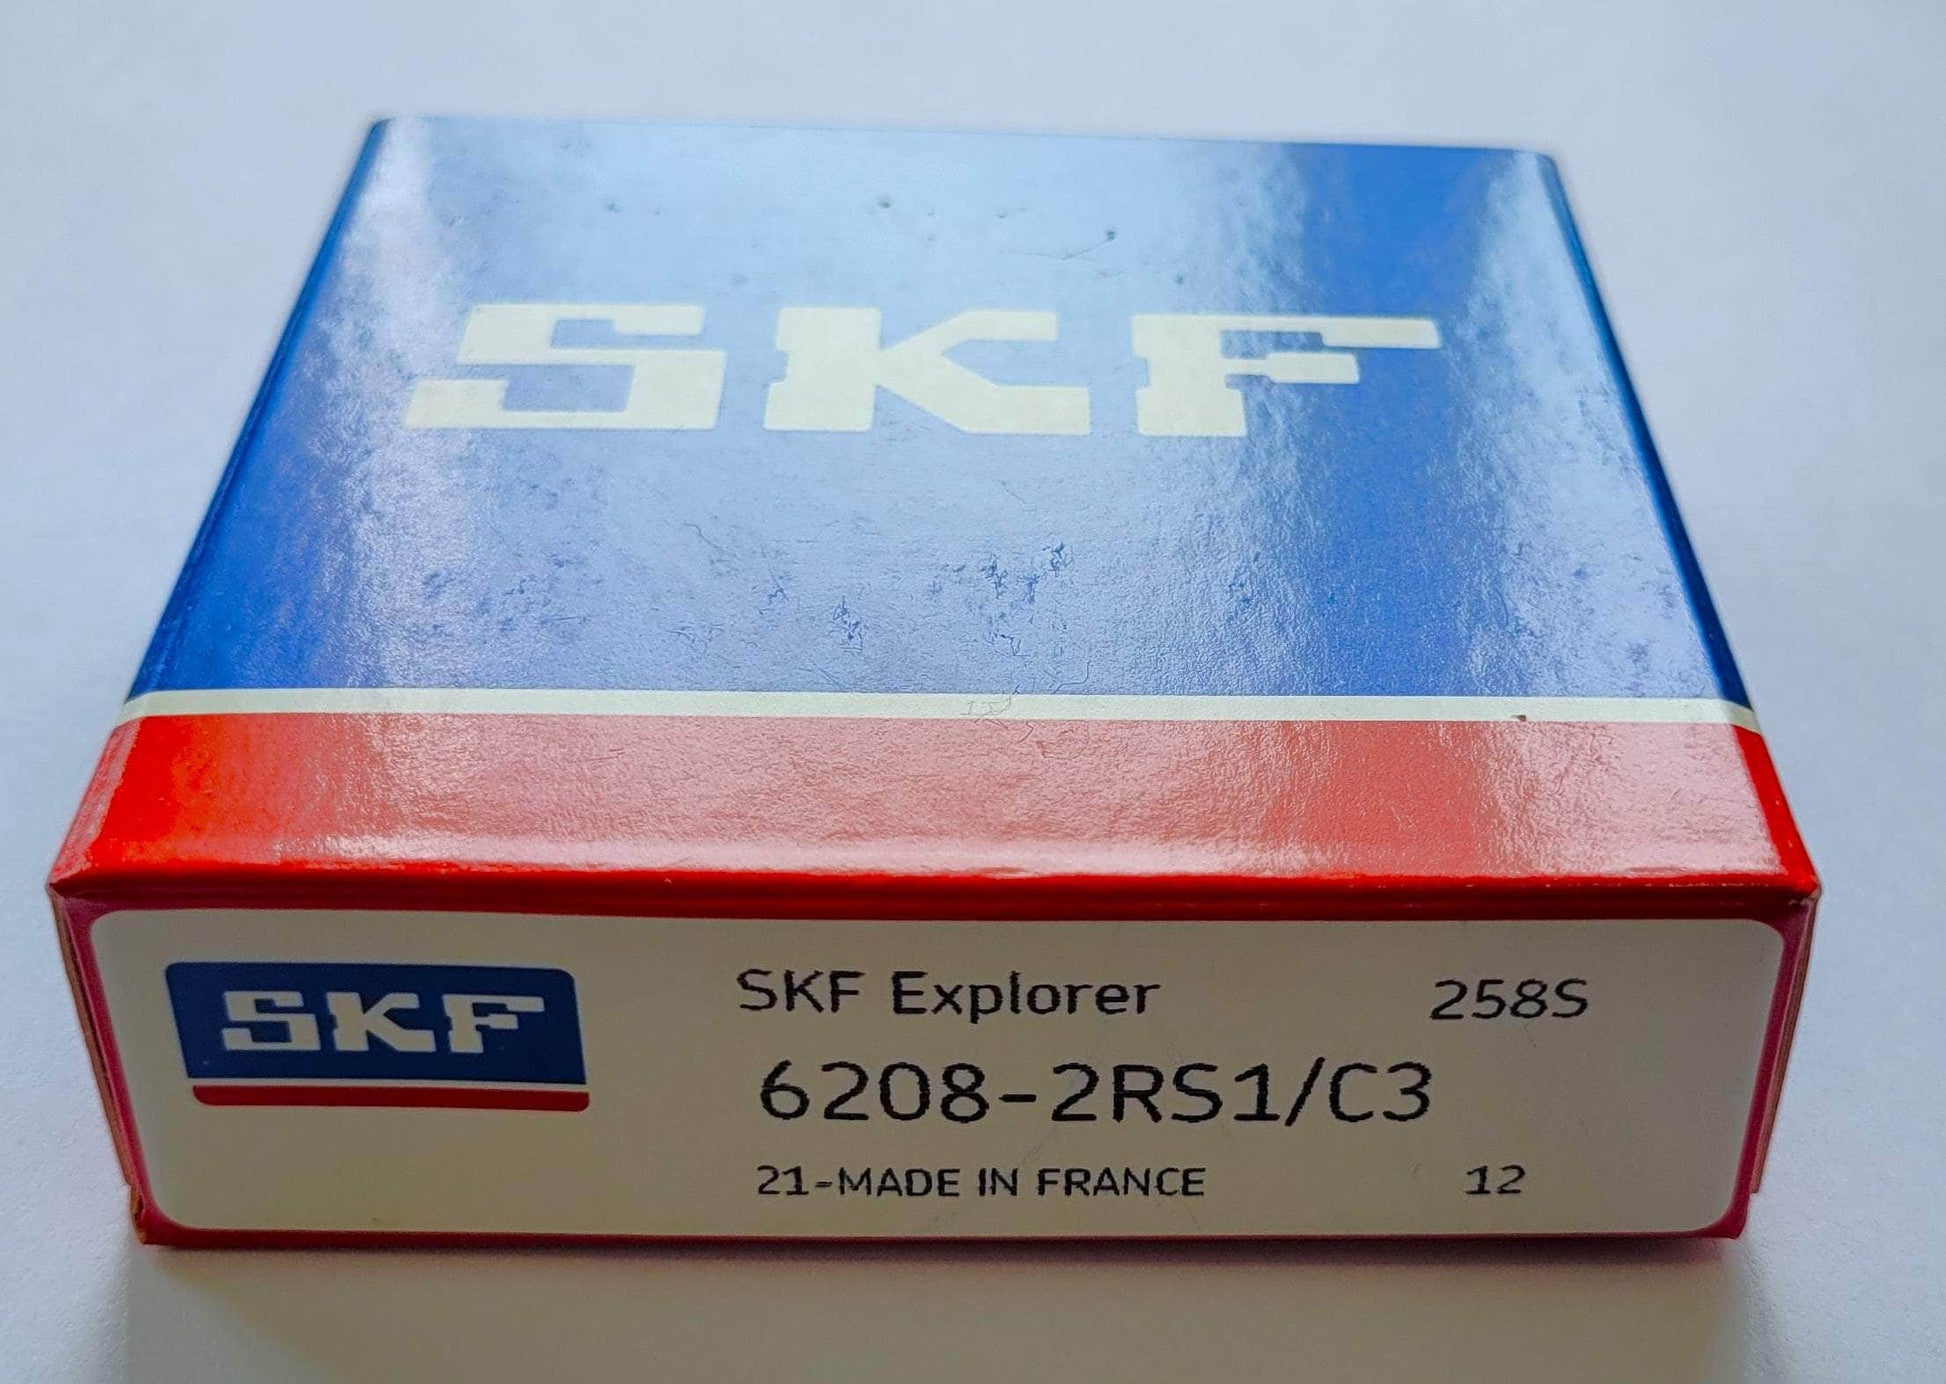 SKF
SKF
SKF Explorer 258S
6208-2RS1/C3
21-MADE IN FRANCE 12